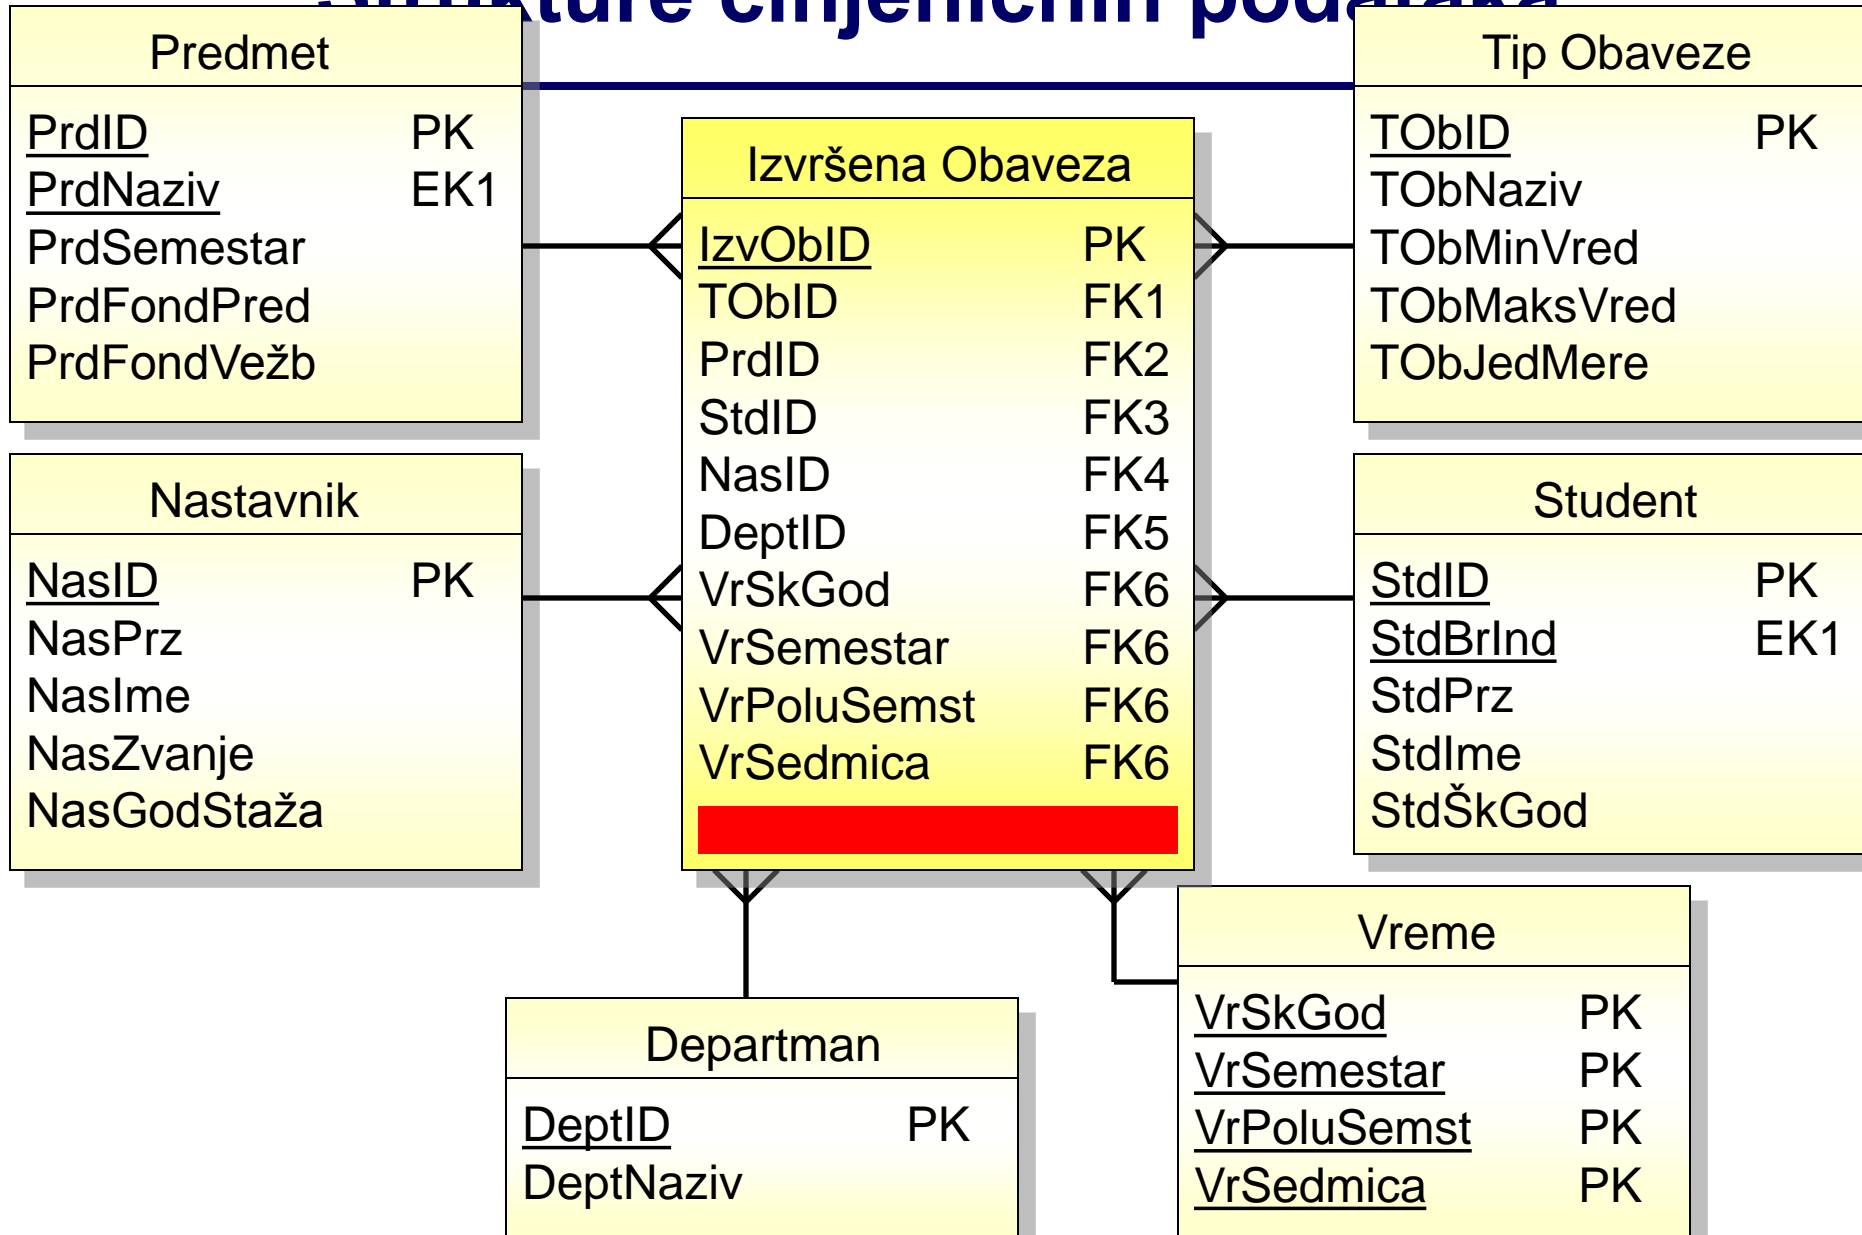 Strukture činjeničnih podataka
Predmet
PrdID PK
PrdNaziv EK1
PrdSemestar
PrdFondPred
PrdFondVežb
Tip Obaveze
TObID PK
TObNaziv
TObMinVred
TObMaksVred
TObJedMere
Izvršena Obaveza
IzvObID PK
TObID FK1
PrdID FK2
StdID FK3
NasID FK4
DeptID FK5
VrSkGod FK6
VrSemestar FK6
VrPoluSemst FK6
VrSedmica FK6
Nastavnik
NasID PK
NasPrz
NasIme
NasZvanje
NasGodStaža
Student
StdID PK
StdBrInd EK1
StdPrz
StdIme
StdŠkGod
Departman
DeptID PK
DeptNaziv
Vreme
VrSkGod PK
VrSemestar PK
VrPoluSemst PK
VrSedmica PK